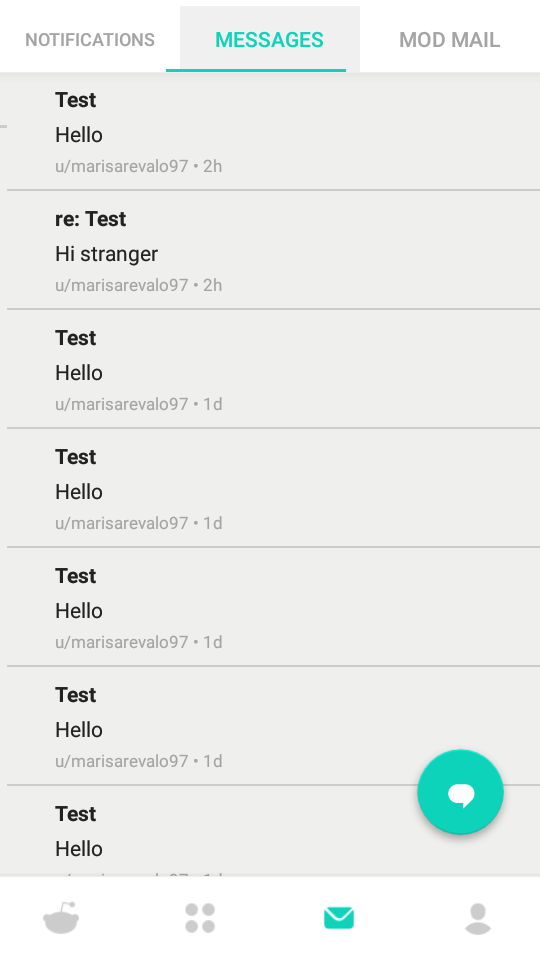 NOTIFICATIONS
MESSAGES
MOD MAIL
Test
Hello
u/marisarevalo97 • 2h
re: Test
Hi stranger
u/marisarevalo97 • 2h
Test
Hello
u/marisarevalo97 • 1d
Test
Hello
u/marisarevalo97 • 1d
Test
Hello
u/marisarevalo97 • 1d
Test
Hello
u/marisarevalo97 • 1d
Test
Hello